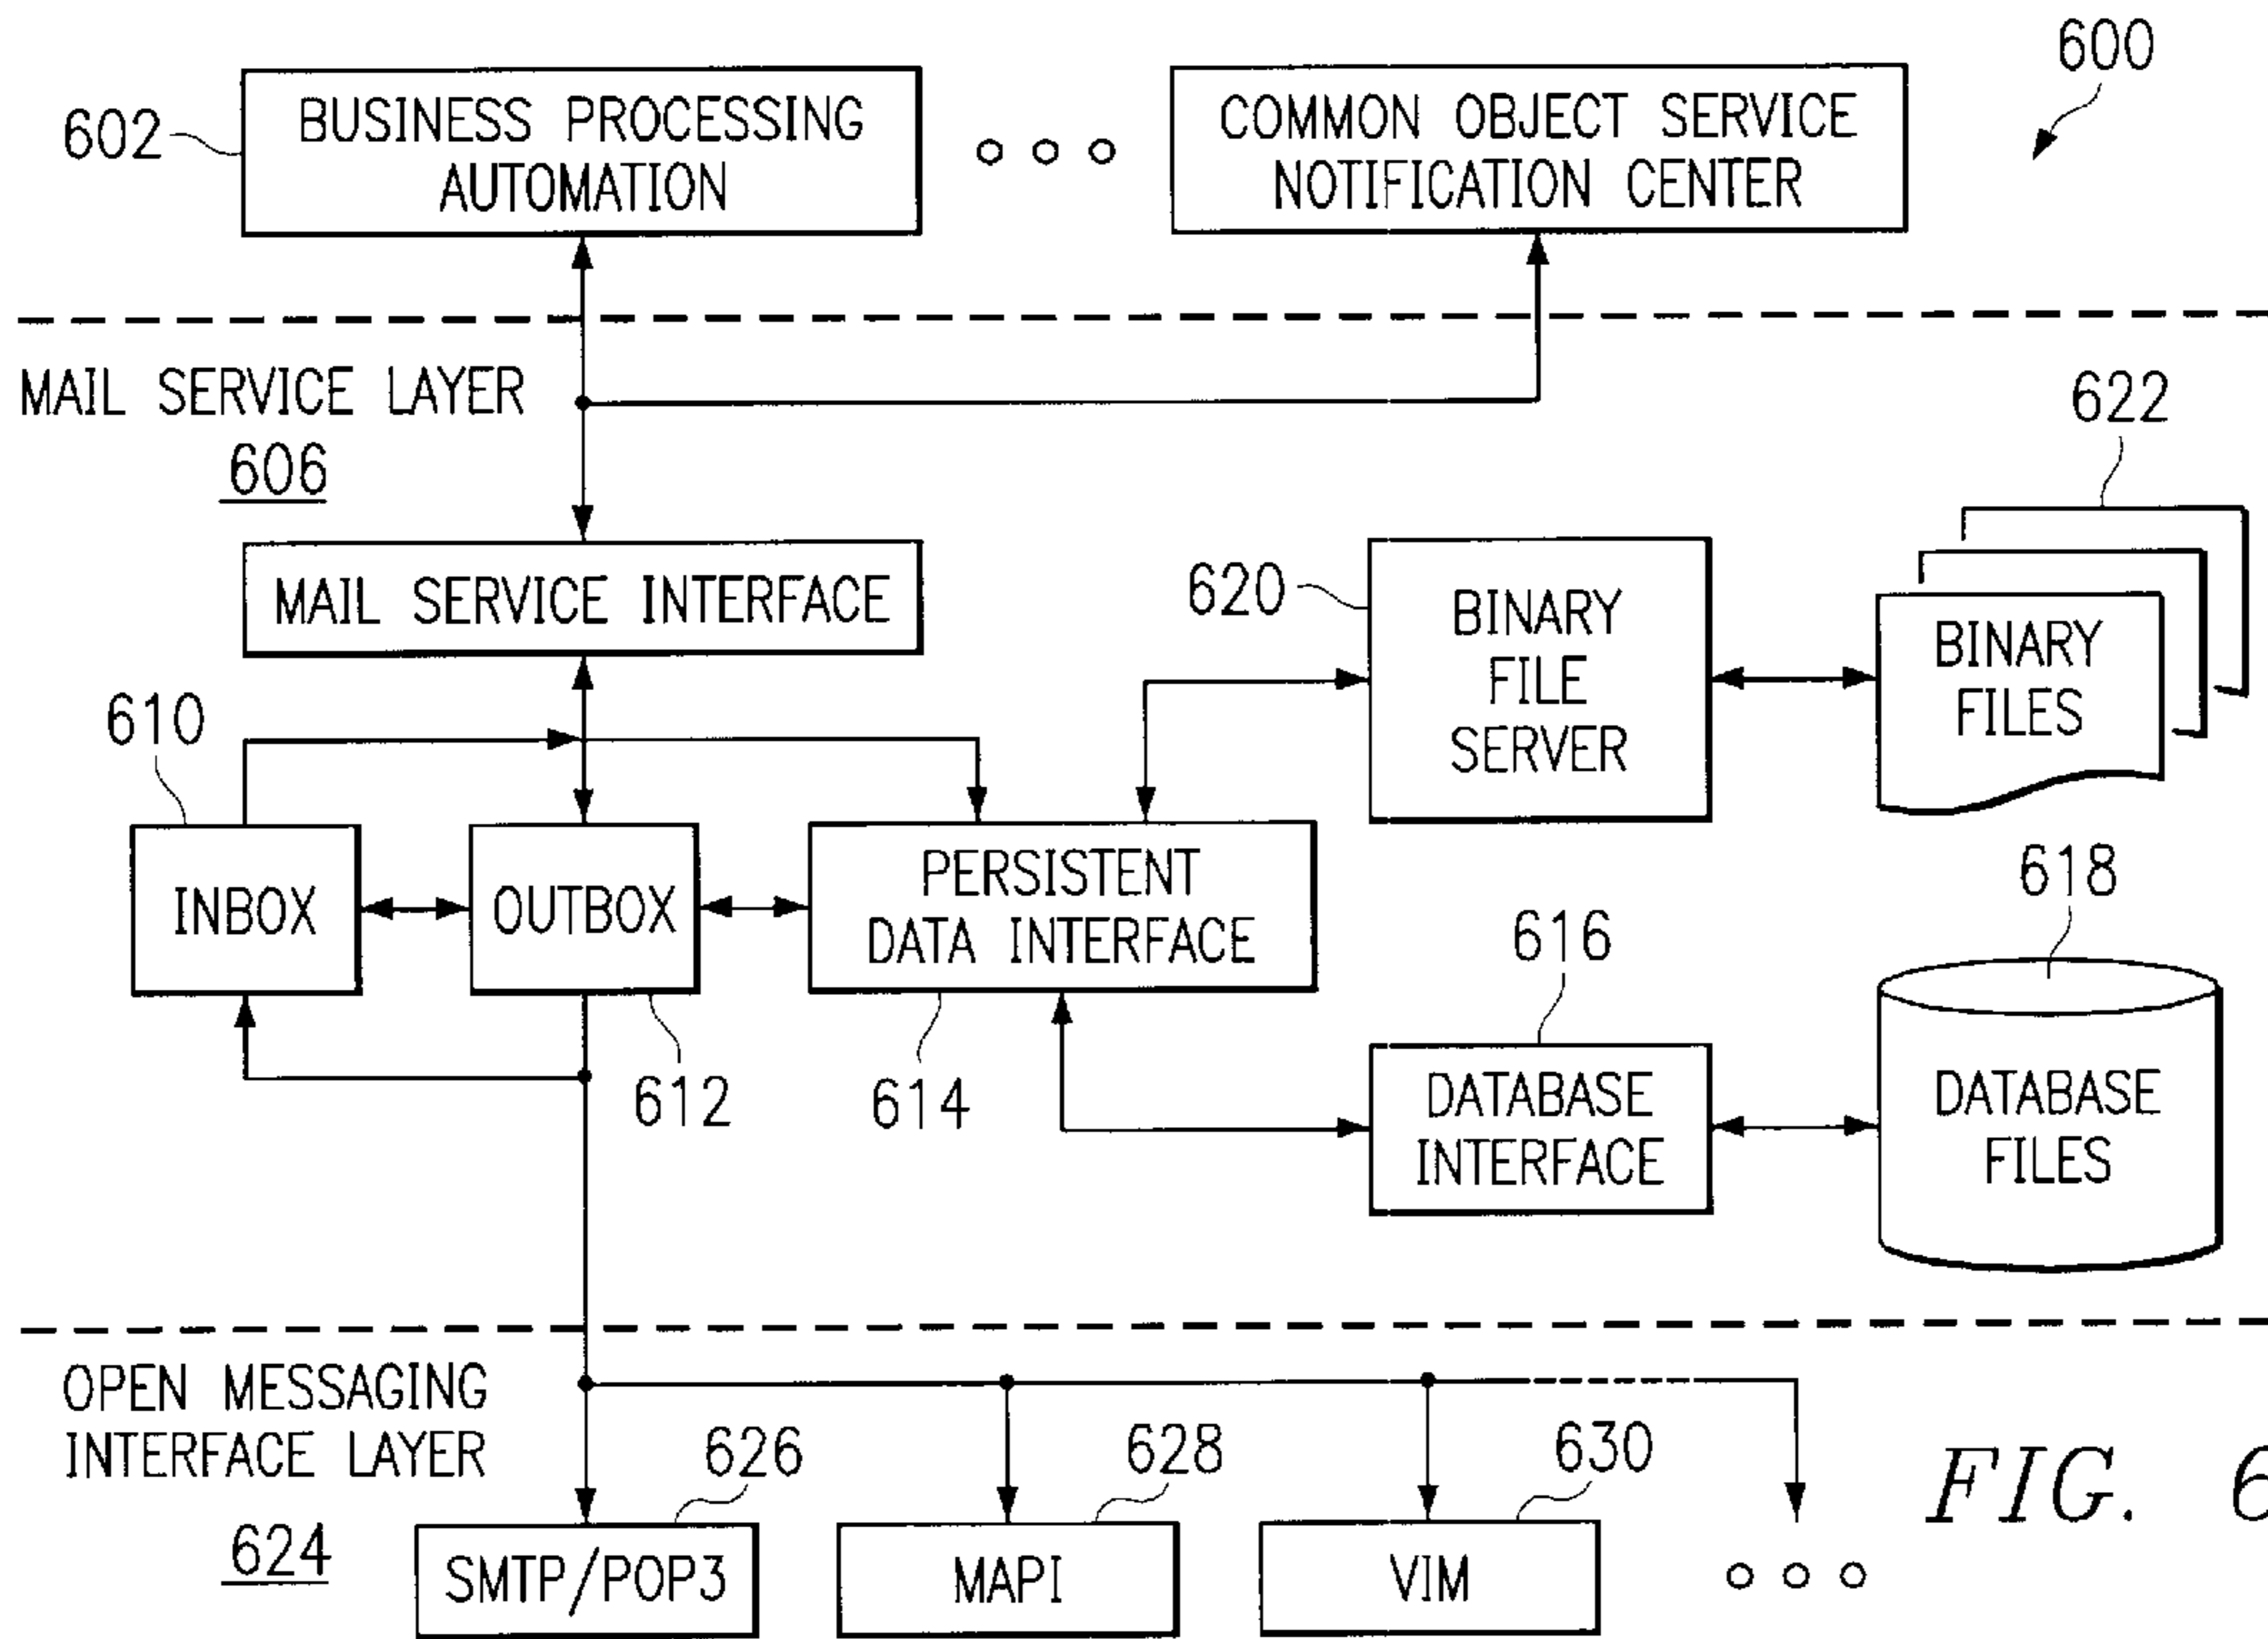 600
602
BUSINESS PROCESSING
AUTOMATION
COMMON OBJECT SERVICE
NOTIFICATION CENTER
MAIL SERVICE LAYER
606
622
MAIL SERVICE INTERFACE
620
BINARY
FILE
SERVER
BINARY
FILES
610
INBOX
OUTBOX
PERSISTENT
DATA INTERFACE
618
616
612
614
DATABASE
INTERFACE
DATABASE
FILES
OPEN MESSAGING
INTERFACE LAYER
624
626
628
630
FIG. 6
SMTP/POP3
MAPI
VIM